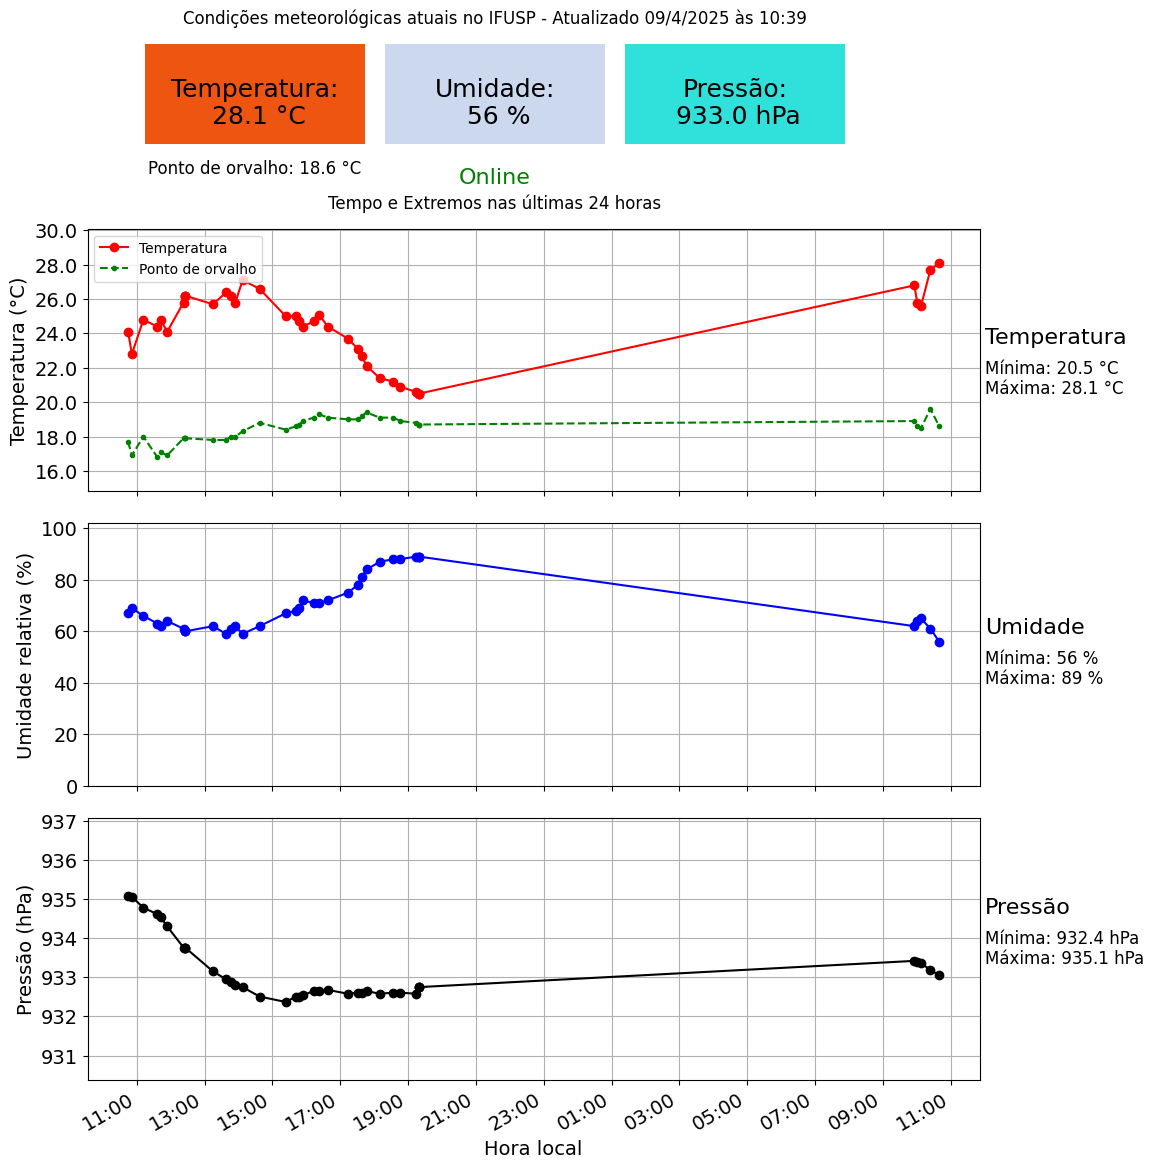 Condições meteorológicas atuais no IFUSP - Atualizado 09/4/2025 às 10:39
Temperatura:
28.1 °C
Umidade:
56 %
Pressão:
933.0 hPa
Ponto de orvalho: 18.6 °C
Online
Tempo e Extremos nas últimas 24 horas
Temperatura (°C)
30.0
28.0
26.0
24.0
22.0
20.0
18.0
16.0
Temperatura
Ponto de orvalho
Temperatura
Mínima: 20.5 °C
Máxima: 28.1 °C
Umidade relativa (%)
100
80
60
40
20
0
Umidade
Mínima: 56 %
Máxima: 89 %
Pressão (hPa)
937
936
935
934
933
932
931
Pressão
Mínima: 932.4 hPa
Máxima: 935.1 hPa
11:00
13:00
15:00
17:00
19:00
21:00
23:00
01:00
03:00
05:00
07:00
09:00
11:00
Hora local